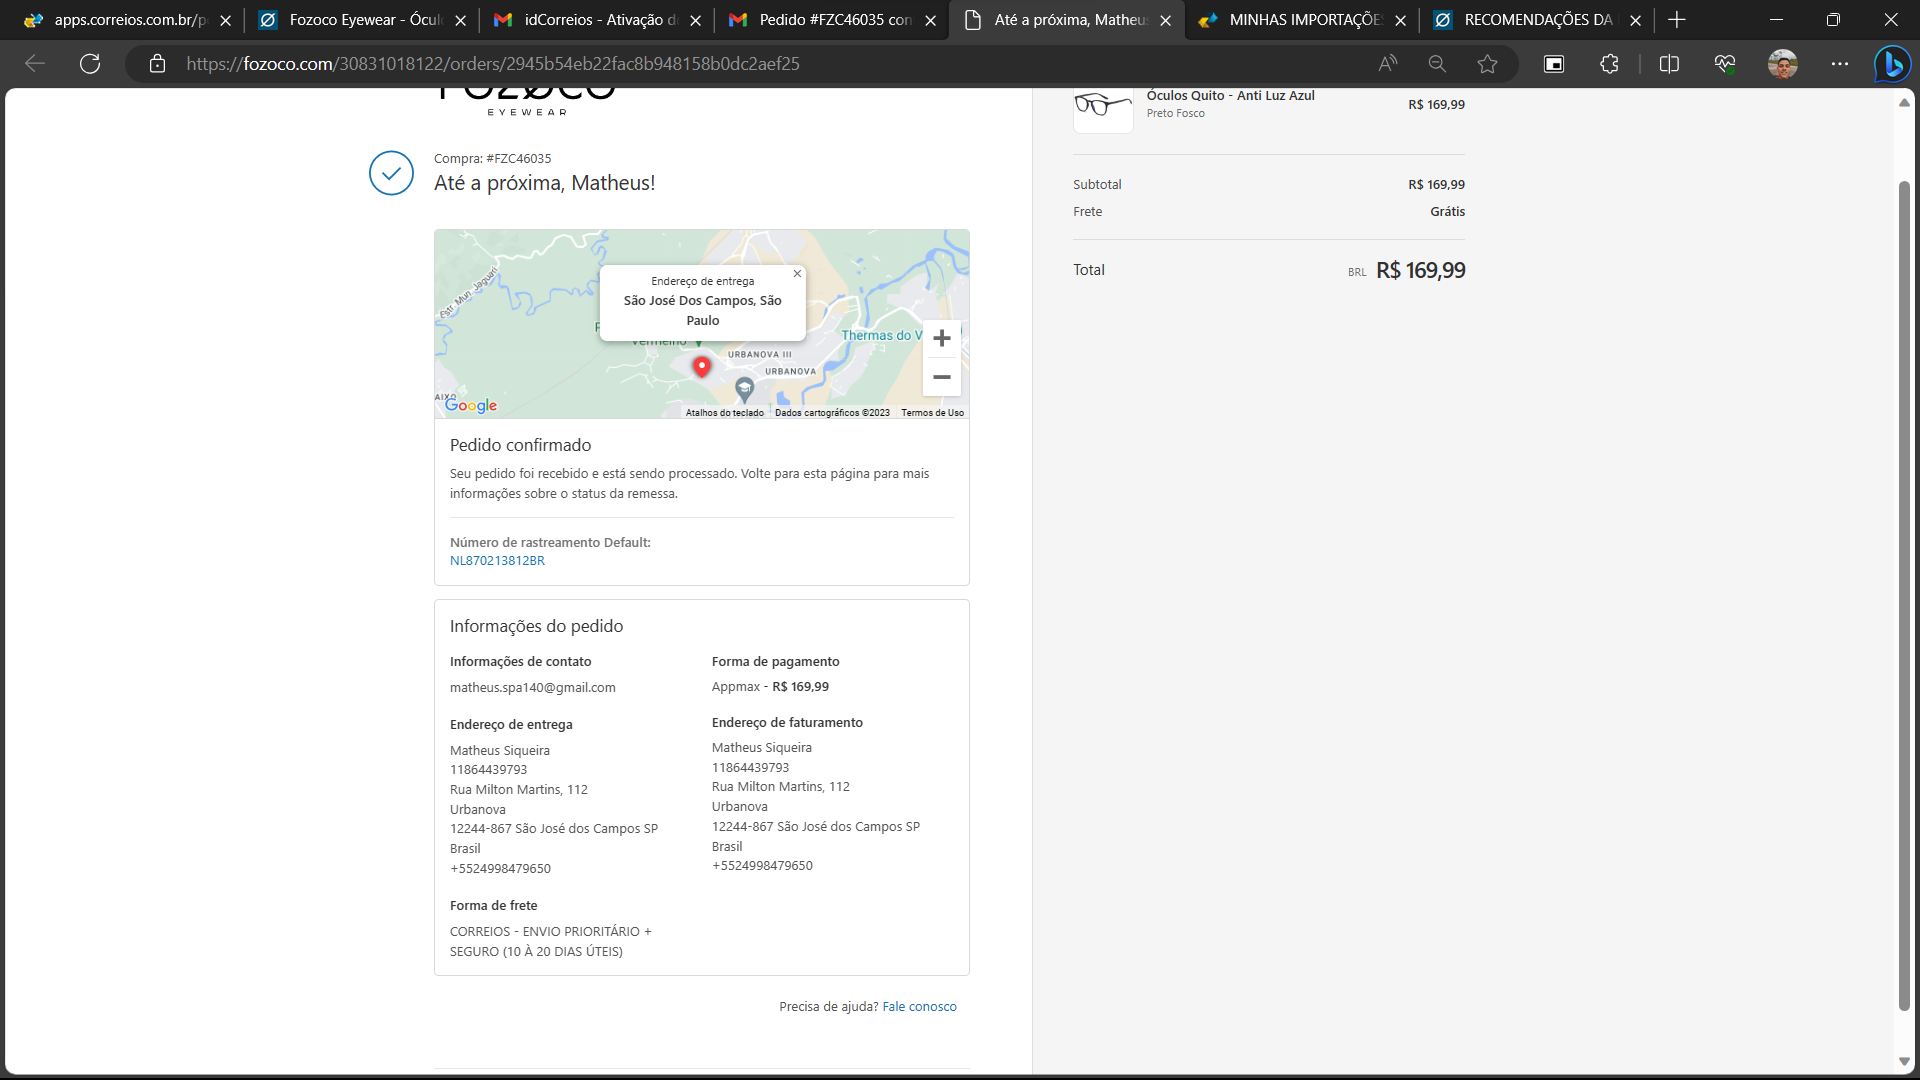 apps.correios.com.br/p
Fozoco Eyewear - Ócul
idCorreios - Ativação d
Pedido #FZC46035 con
Até a próxima, Matheu
MINHAS IMPORTAÇÕE
RECOMENDAÇÕES DA
https://fozoco.com/30831018122/orders/2945b54eb22fac8b948158b0dc2aef25
FOZOCO
EYEWEAR
Compra: #FZC46035
Até a próxima, Matheus!
Estr. Mun. Jaguari
Endereço de entrega
São José Dos Campos, São
Paulo
Vermelho
Thermas do V
URBANOVA III
URBANOVA
AIXO
Google
Atalhos do teclado
Dados cartográficos ©2023
Termos de Uso
Pedido confirmado
Seu pedido foi recebido e está sendo processado. Volte para esta página para mais
informações sobre o status da remessa.
Número de rastreamento Default:
NL870213812BR
Informações do pedido
Informações de contato
matheus.spa140@gmail.com
Endereço de entrega
Matheus Siqueira
11864439793
Rua Milton Martins, 112
Urbanova
12244-867 São José dos Campos SP
Brasil
+5524998479650
Forma de frete
CORREIOS - ENVIO PRIORITÁRIO +
SEGURO (10 À 20 DIAS ÚTEIS)
Forma de pagamento
Appmax - R$ 169,99
Endereço de faturamento
Matheus Siqueira
11864439793
Rua Milton Martins, 112
Urbanova
12244-867 São José dos Campos SP
Brasil
+5524998479650
Precisa de ajuda? Fale conosco
Óculos Quito - Anti Luz Azul
Preto Fosco
R$ 169,99
Subtotal R$ 169,99
Frete Grátis
Total BRL R$ 169,99